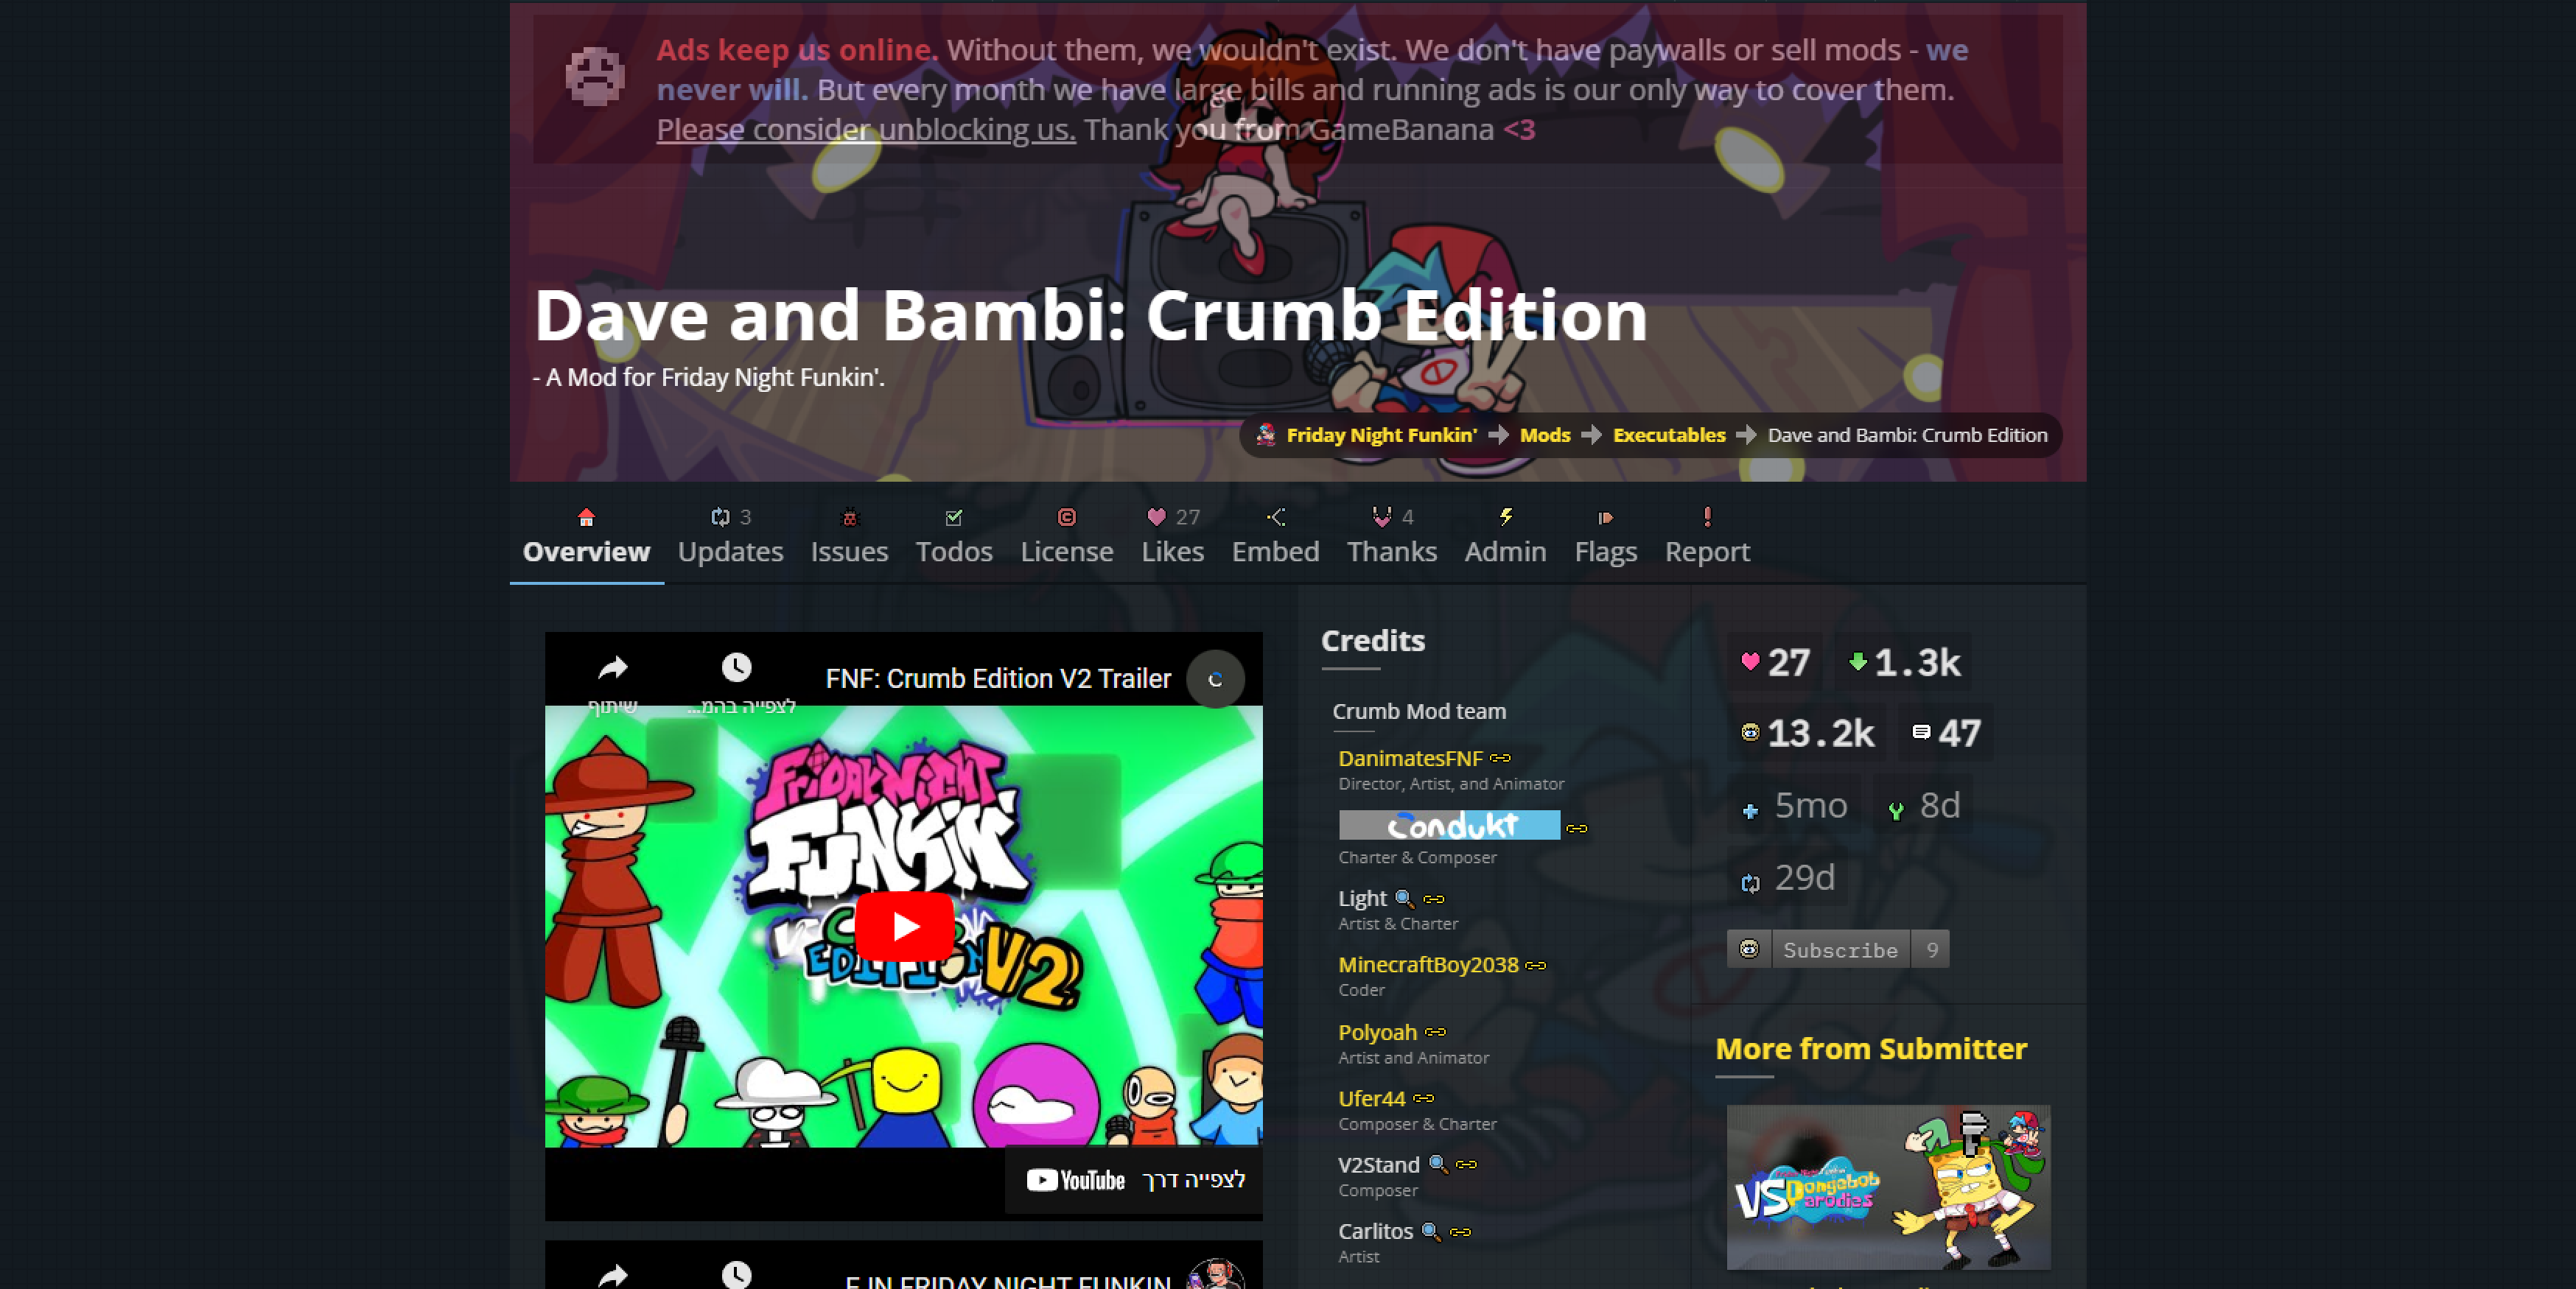 Ads keep us online. Without them, we wouldn't exist. We don't have paywalls or sell mods - we
never will. But every month we have large bills and running ads is our only way to cover them.
Please consider unblocking us. Thank you from GameBanana <3
Dave and Bambi: Crumb Edition
- A Mod for Friday Night Funkin'.
Friday Night Funkin' Mods Executables Dave and Bambi: Crumb Edition
3 27 4
Overview Updates Issues Todos License Likes Embed Thanks Admin Flags Report
שיתוף
לצפייה בהמ...
FNF: Crumb Edition V2 Trailer
FRIDAY NIGHT
FUNKIN'
EDITION V2
YouTube לצפייה דרך
Credits
Crumb Mod team
DanimatesFNF
Director, Artist, and Animator
Condukt
Charter & Composer
Light
Artist & Charter
MinecraftBoy2038
Coder
Polyoah
Artist and Animator
Ufer44
Composer & Charter
V2Stand
Composer
Carlitos
Artist
27 1.3k
13.2k 47
5mo 8d
29d
Subscribe 9
More from Submitter
VS Pongebob
Parodies
IN FRIDAY NIGHT FUNKIN